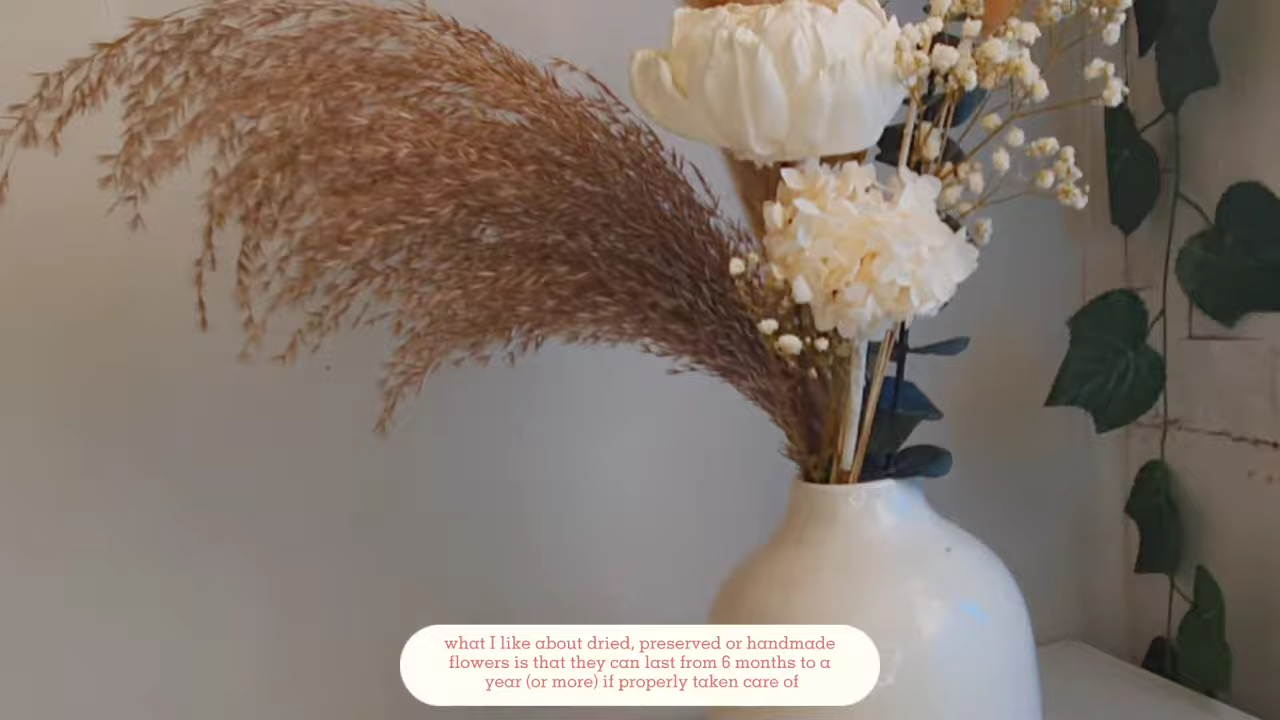 what I like about dried, preserved or handmade
flowers is that they can last from 6 months to a
year (or more) if properly taken care of